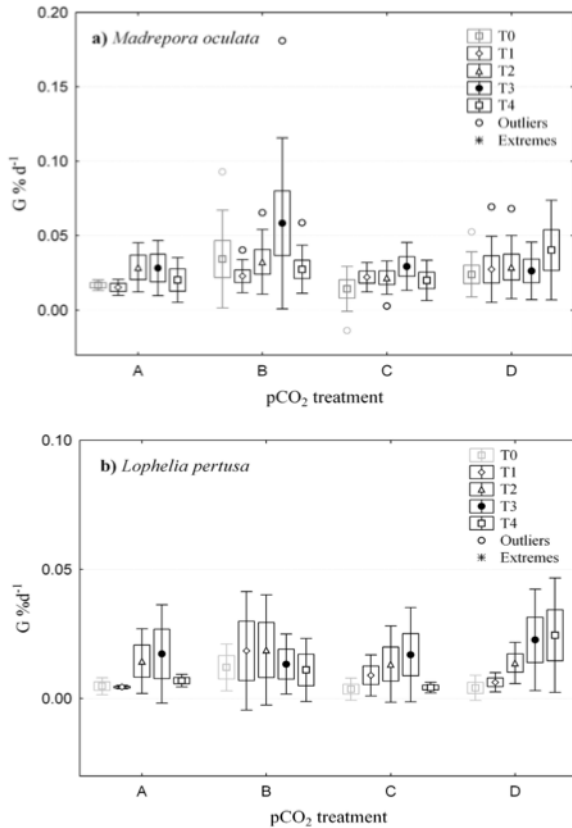 a) Madrepora oculata
T0
T1
T2
T3
T4
Outliers
Extremes
0.20
0.15
0.10
0.05
0.00
G % d-1
A B C D
pCO2 treatment
b) Lophelia pertusa
T0
T1
T2
T3
T4
Outliers
Extremes
0.10
0.05
0.00
G %d-1
A B C D
pCO2 treatment